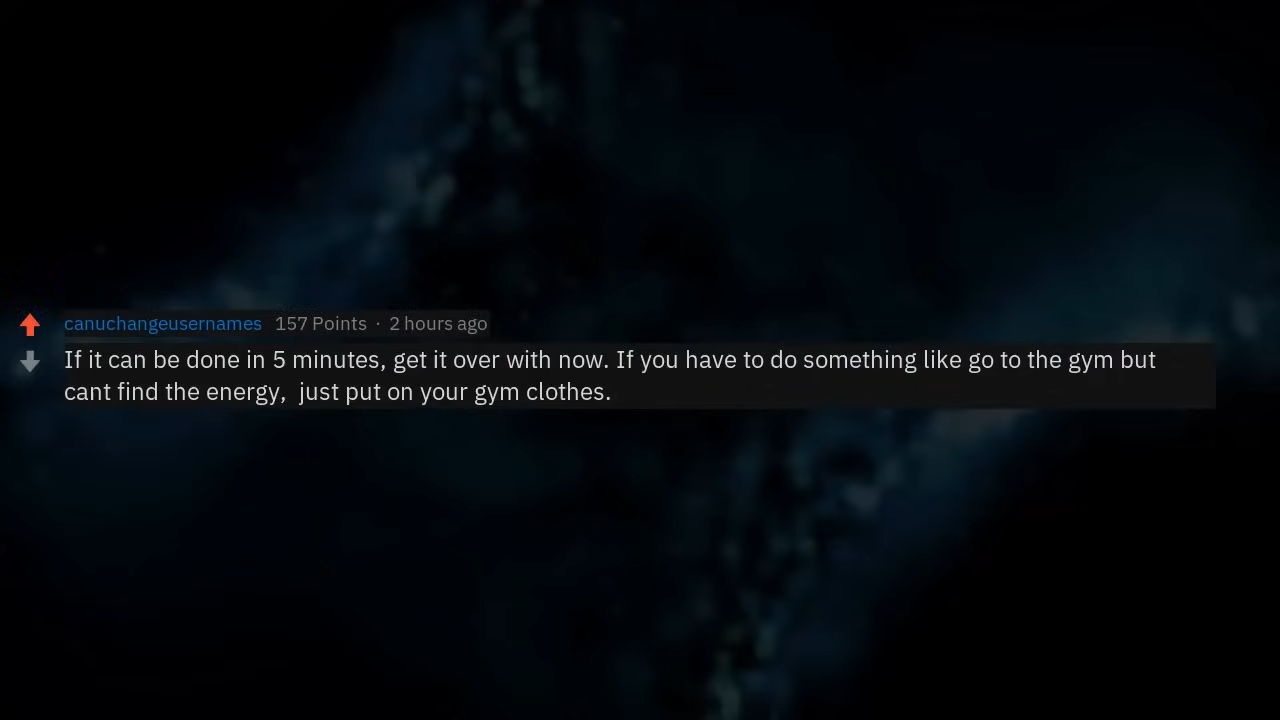 canuchangeusernames 157 Points · 2 hours ago
If it can be done in 5 minutes, get it over with now. If you have to do something like go to the gym but
cant find the energy,  just put on your gym clothes.